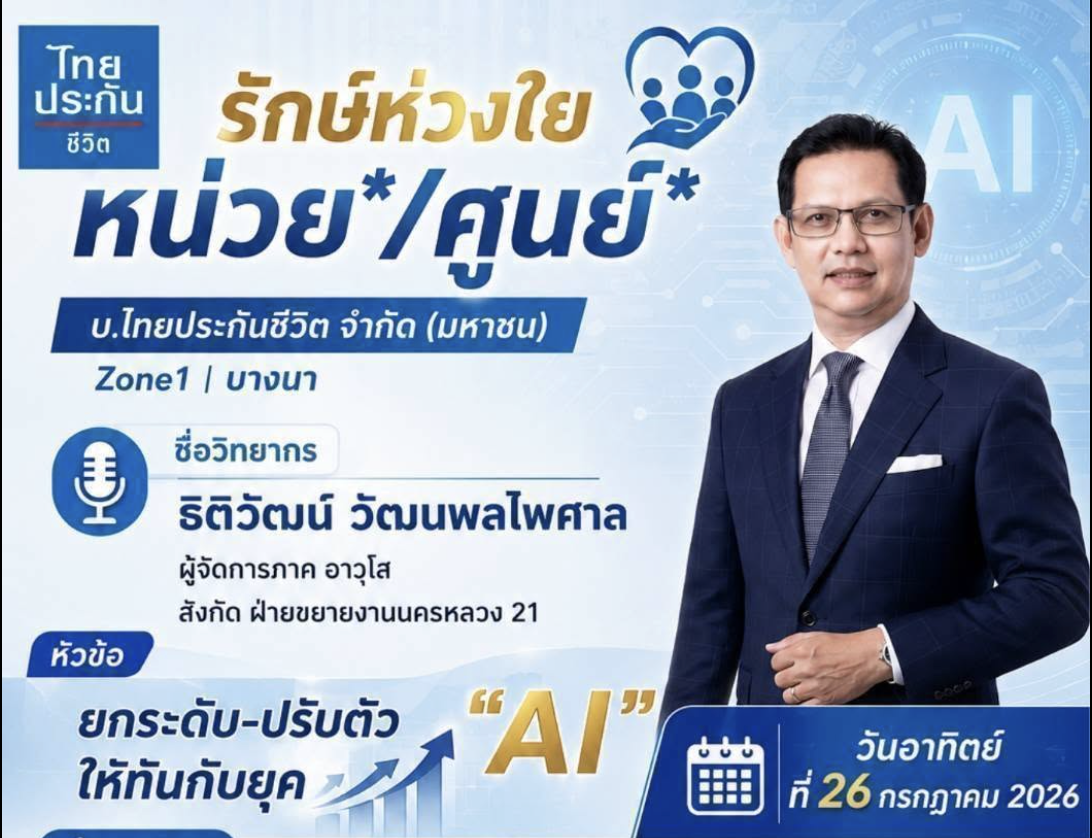 ไทย
ประกัน
ชีวิต
รักษ์ห่วงใย
หน่วย*/ศูนย์*
บ.ไทยประกันชีวิต จำกัด (มหาชน)
Zone1 | บางนา
ชื่อวิทยากร
ธิติวัฒน์ วัฒนพลไพศาล
ผู้จัดการภาค อาวุโส
สังกัด ฝ่ายขยายงานนครหลวง 21
หัวข้อ
ยกระดับ-ปรับตัว
ให้ทันกับยุค “AI”
วันอาทิตย์
ที่ 26 กรกฎาคม 2026
AI